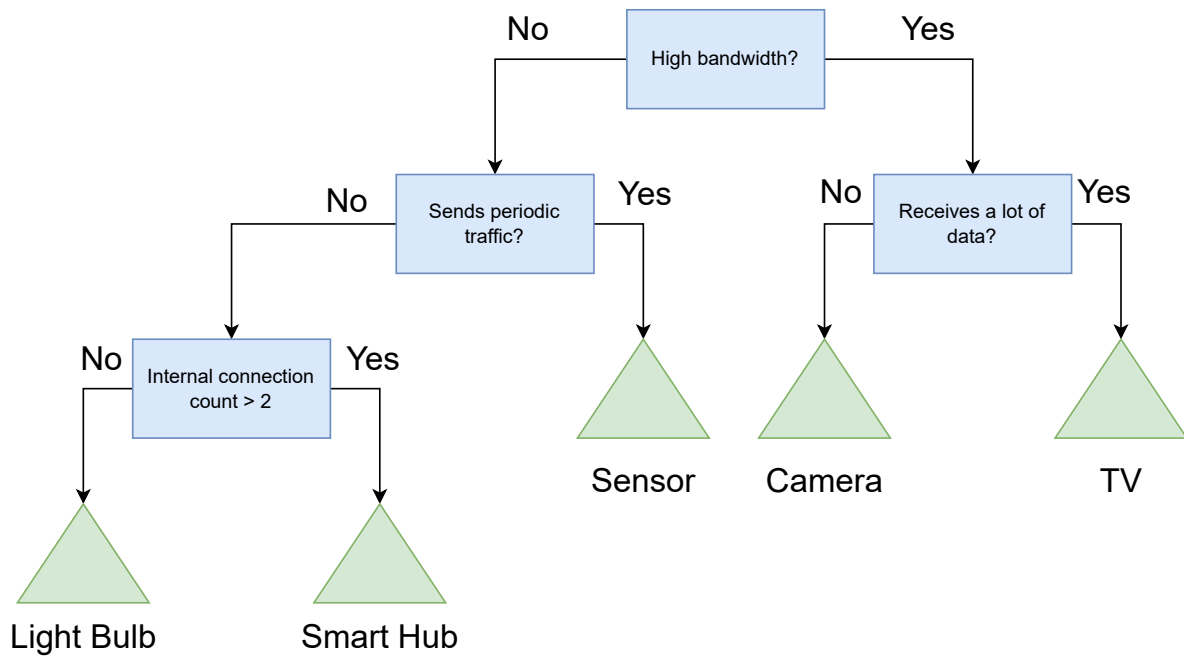 No
Yes
High bandwidth?
No
Sends periodic
traffic?
Yes
No
Receives a lot of
data?
Yes
No
Internal connection
count > 2
Yes
Sensor
Camera
TV
Light Bulb
Smart Hub